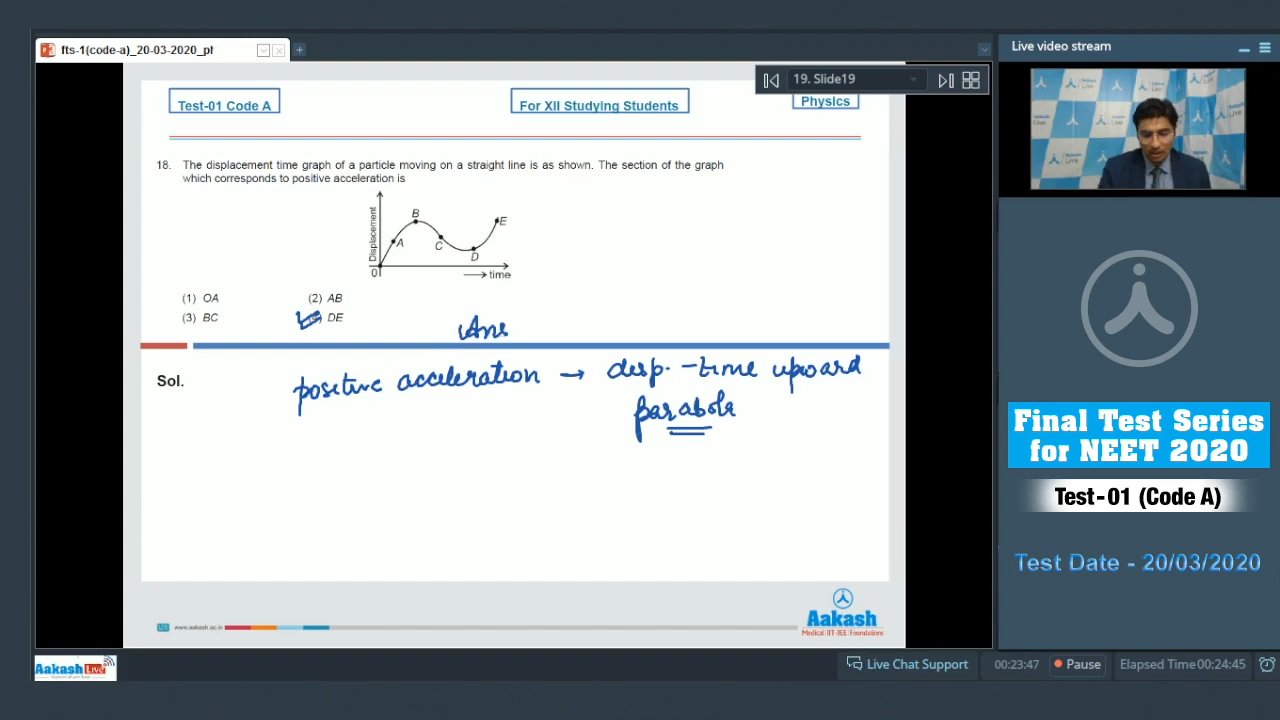 fts-1(code-a)_20-03-2020_pl
Live video stream
19. Slide19
Test-01 Code A
For XII Studying Students
Physics
18. The displacement time graph of a particle moving on a straight line is as shown. The section of the graph
which corresponds to positive acceleration is
Displacement
B
E
A
C
D
0
time
(1) OA
(2) AB
(3) BC
DE
Ans
Sol.
positive acceleration → desp. -time upward
parabola
Final Test Series
for NEET 2020
Test-01 (Code A)
Test Date - 20/03/2020
www.aakash.ac.in
Aakash
Medical|IIT-JEE|Foundations
Aakash Live
Live Chat Support
00:23:47
Pause
Elapsed Time 00:24:45